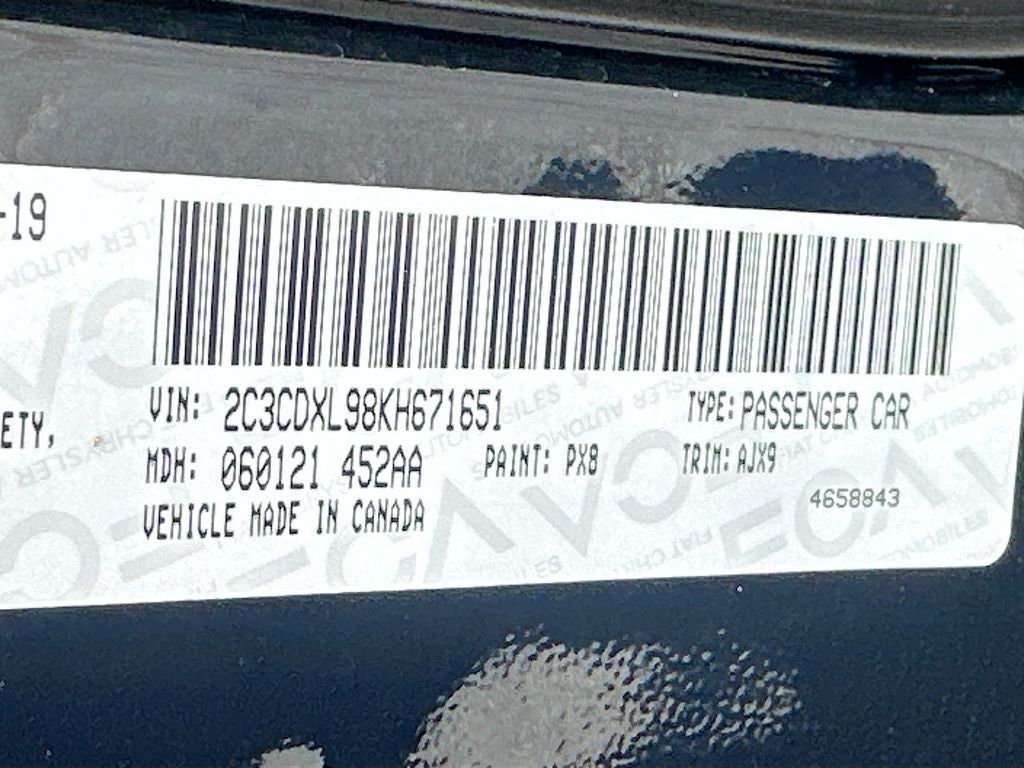 -19
VIN: 2C3CDXL98KH671651 TYPE: PASSENGER CAR
ETY,
MDH: 060121 452AA PAINT: PX8 TRIM: AJX9
4658843
VEHICLE MADE IN CANADA